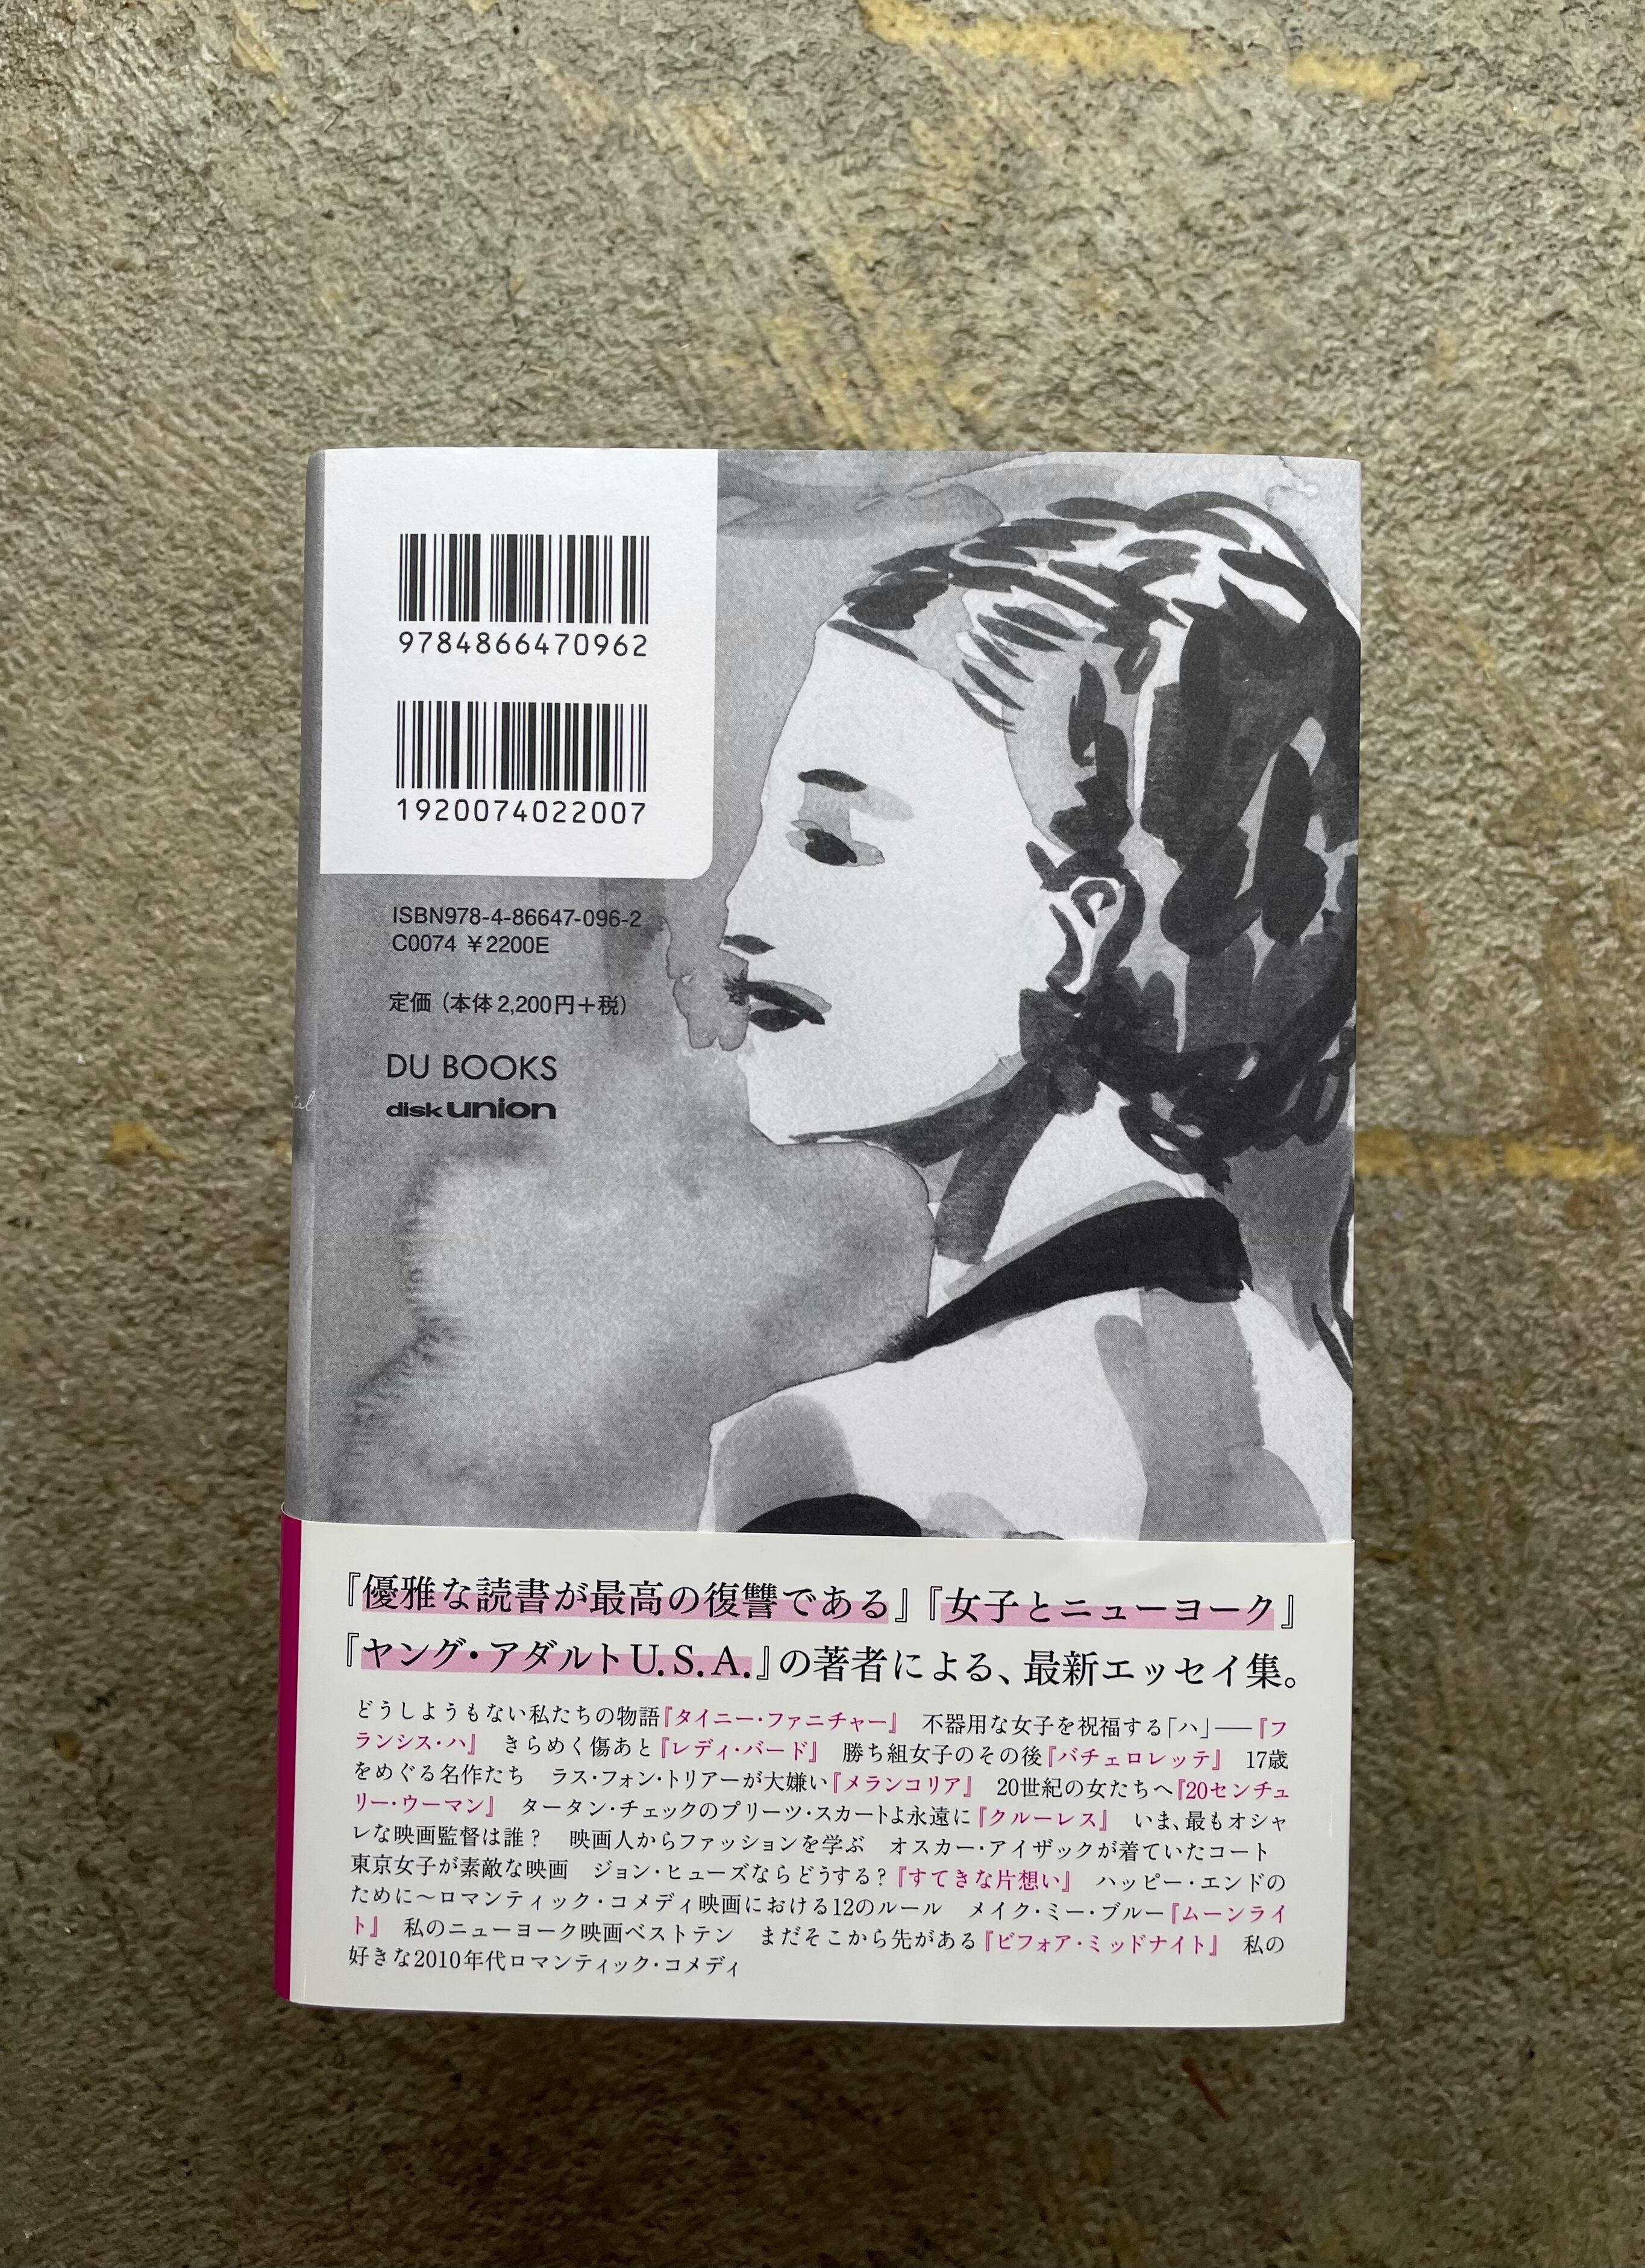 9784866470962
1920074022007
ISBN978-4-86647-096-2
C0074 ¥2200E
定価（本体2,200円＋税）
DU BOOKS
disk union
『優雅な読書が最高の復讐である』『女子とニューヨーク』
『ヤング・アダルトU.S.A.』の著者による、最新エッセイ集。
どうしようもない私たちの物語『タイニー・ファニチャー』　不器用な女子を祝福する「ハ」――『フ
ランシス・ハ』　きらめく傷あと『レディ・バード』　勝ち組女子のその後『バチェロレッテ』　17歳
をめぐる名作たち　ラス・フォン・トリアーが大嫌い『メランコリア』　20世紀の女たちへ『20センチュ
リー・ウーマン』　タータン・チェックのプリーツ・スカートよ永遠に『クルーレス』　いま、最もオシャ
レな映画監督は誰？　映画人からファッションを学ぶ　オスカー・アイザックが着ていたコート
東京女子が素敵な映画　ジョン・ヒューズならどうする？『すてきな片想い』　ハッピー・エンドの
ために～ロマンティック・コメディ映画における12のルール　メイク・ミー・ブルー『ムーンライ
ト』　私のニューヨーク映画ベストテン　まだそこから先がある『ビフォア・ミッドナイト』　私の
好きな2010年代ロマンティック・コメディ